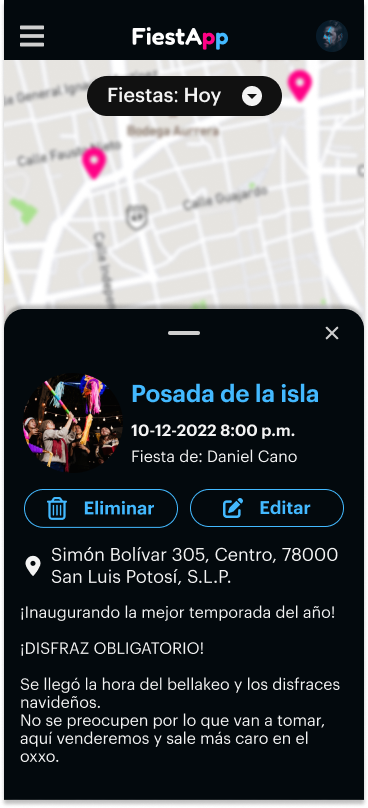 FiestApp
Calle General Ign
Fiestas: Hoy
Bodega Aurrera
Calle Fausto Nieto
Calle Guajardo
Calle Indepen
Posada de la isla
10-12-2022 8:00 p.m.
Fiesta de: Daniel Cano
Eliminar
Editar
Simón Bolívar 305, Centro, 78000
San Luis Potosí, S.L.P.
¡Inaugurando la mejor temporada del año!
¡DISFRAZ OBLIGATORIO!
Se llegó la hora del bellakeo y los disfraces
navideños.
No se preocupen por lo que van a tomar,
aquí venderemos y sale más caro en el
oxxo.